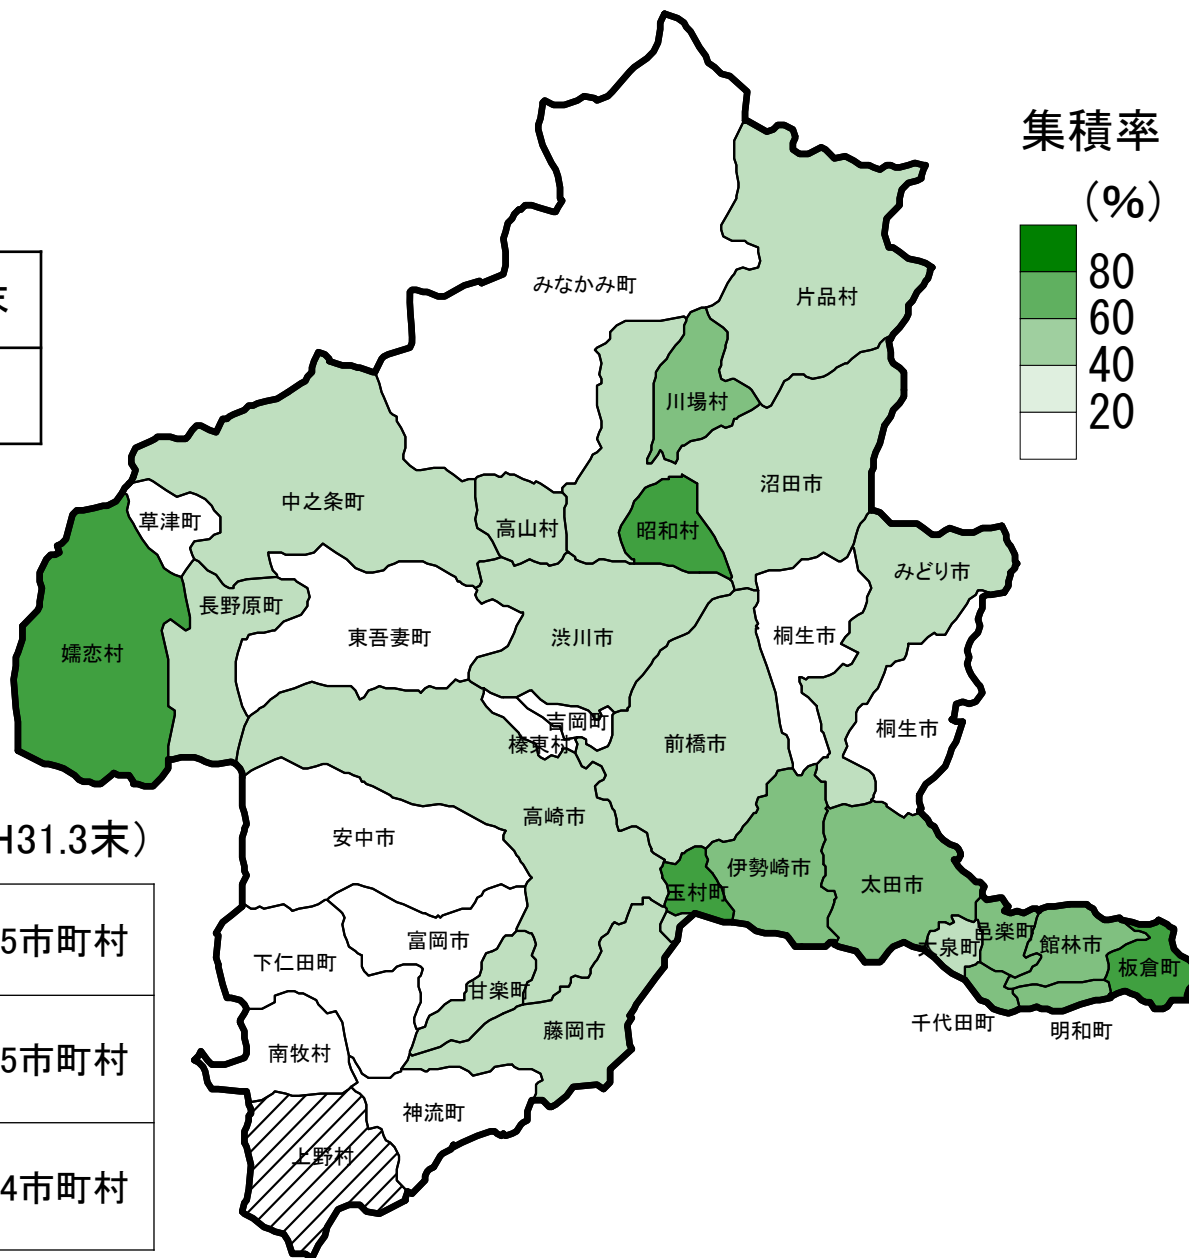 集積率
(%)
80
60
40
20
末
みなかみ町
片品村
川場村
沼田市
中之条町
草津町
高山村
昭和村
みどり市
長野原町
東吾妻町
渋川市
桐生市
嬬恋村
吉岡町
榛東村
前橋市
桐生市
高崎市
安中市
H31.3末)
伊勢崎市
太田市
玉村町
5市町村
富岡市
下仁田町
大泉町
邑楽町
館林市
板倉町
甘楽町
千代田町
明和町
藤岡市
5市町村
南牧村
神流町
上野村
4市町村